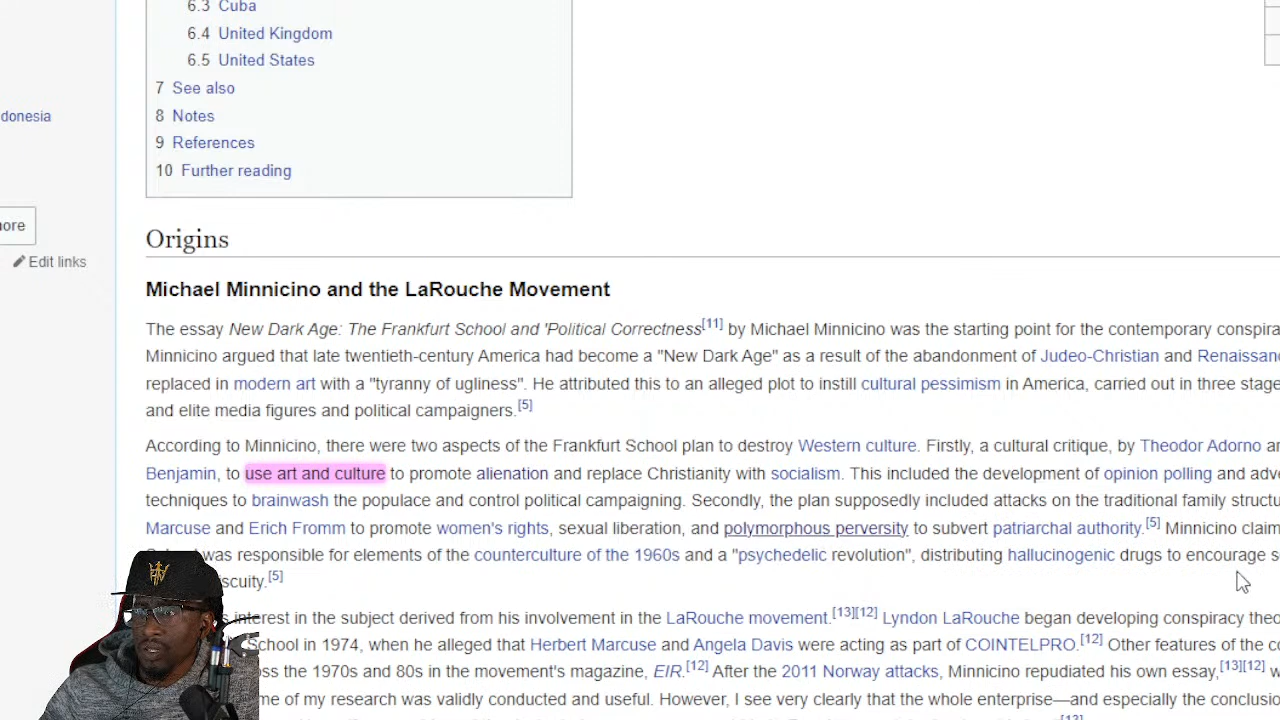 6.3 Cuba
6.4 United Kingdom
6.5 United States
7 See also
8 Notes
9 References
10 Further reading
donesia
ore
Edit links
Origins
Michael Minnicino and the LaRouche Movement
The essay New Dark Age: The Frankfurt School and 'Political Correctness[11] by Michael Minnicino was the starting point for the contemporary conspira
Minnicino argued that late twentieth-century America had become a "New Dark Age" as a result of the abandonment of Judeo-Christian and Renaissan
replaced in modern art with a "tyranny of ugliness". He attributed this to an alleged plot to instill cultural pessimism in America, carried out in three stage
and elite media figures and political campaigners.[5]
According to Minnicino, there were two aspects of the Frankfurt School plan to destroy Western culture. Firstly, a cultural critique, by Theodor Adorno an
Benjamin, to use art and culture to promote alienation and replace Christianity with socialism. This included the development of opinion polling and adve
techniques to brainwash the populace and control political campaigning. Secondly, the plan supposedly included attacks on the traditional family structu
Marcuse and Erich Fromm to promote women's rights, sexual liberation, and polymorphous perversity to subvert patriarchal authority.[5] Minnicino claim
was responsible for elements of the counterculture of the 1960s and a "psychedelic revolution", distributing hallucinogenic drugs to encourage s
iscuity.[5]
s interest in the subject derived from his involvement in the LaRouche movement.[13][12] Lyndon LaRouche began developing conspiracy theo
School in 1974, when he alleged that Herbert Marcuse and Angela Davis were acting as part of COINTELPRO.[12] Other features of the co
oss the 1970s and 80s in the movement's magazine, EIR.[12] After the 2011 Norway attacks, Minnicino repudiated his own essay,[13][12] w
me of my research was validly conducted and useful. However, I see very clearly that the whole enterprise—and especially the conclusio